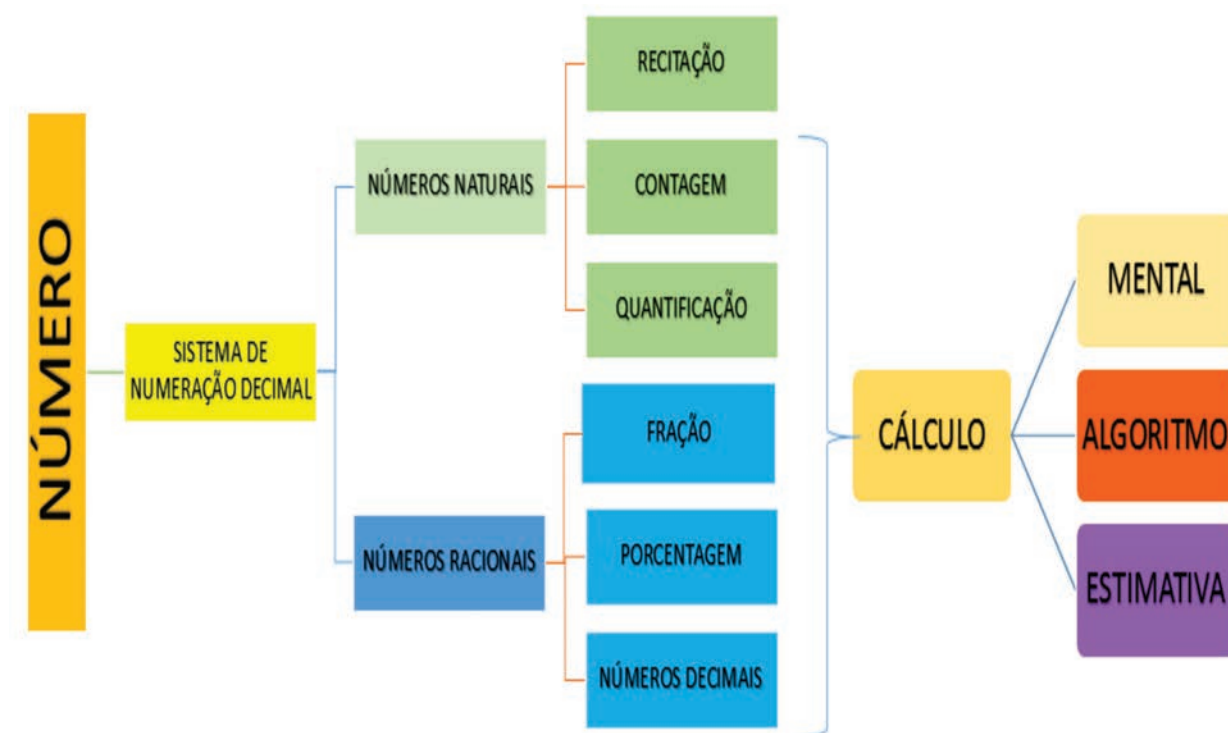 NÚMERO
SISTEMA DE
NUMERAÇÃO DECIMAL
NÚMEROS NATURAIS
RECITAÇÃO
CONTAGEM
QUANTIFICAÇÃO
NÚMEROS RACIONAIS
FRAÇÃO
PORCENTAGEM
NÚMEROS DECIMAIS
CÁLCULO
MENTAL
ALGORITMO
ESTIMATIVA